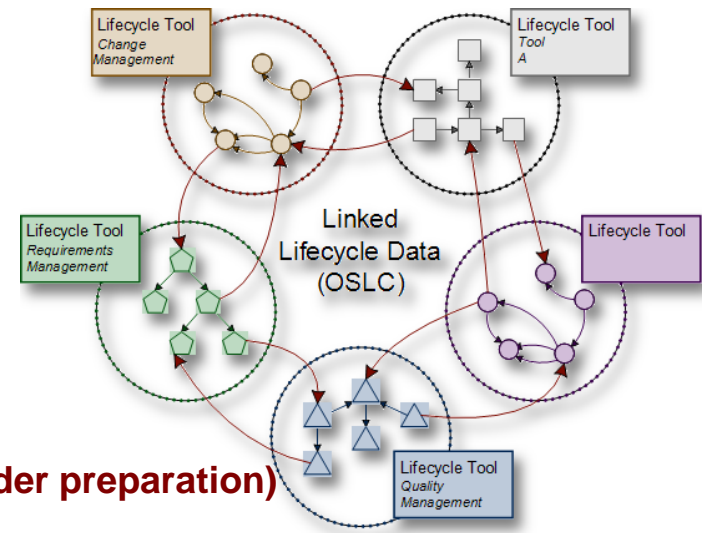 Lifecycle Tool
Change
Management
Lifecycle Tool
Tool
A
Linked
Lifecycle Data
(OSLC)
Lifecycle Tool
Requirements
Management
Lifecycle Tool
Lifecycle Tool
Quality
Management
der preparation)